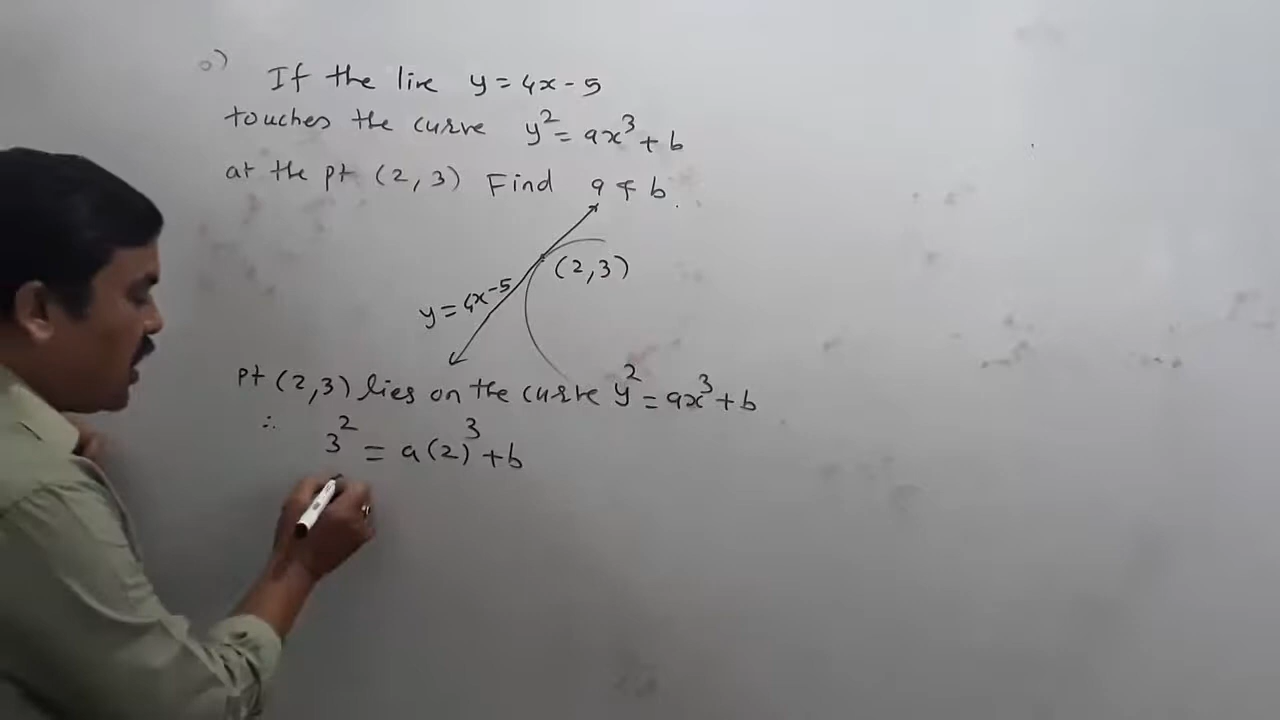 o) If the line y = 4x - 5
touches the curve y² = ax³ + b
at the pt (2, 3) Find a & b.
(2, 3)
y = 4x - 5
pt (2, 3) lies on the curve y² = ax³ + b
∴ 3² = a(2)³ + b